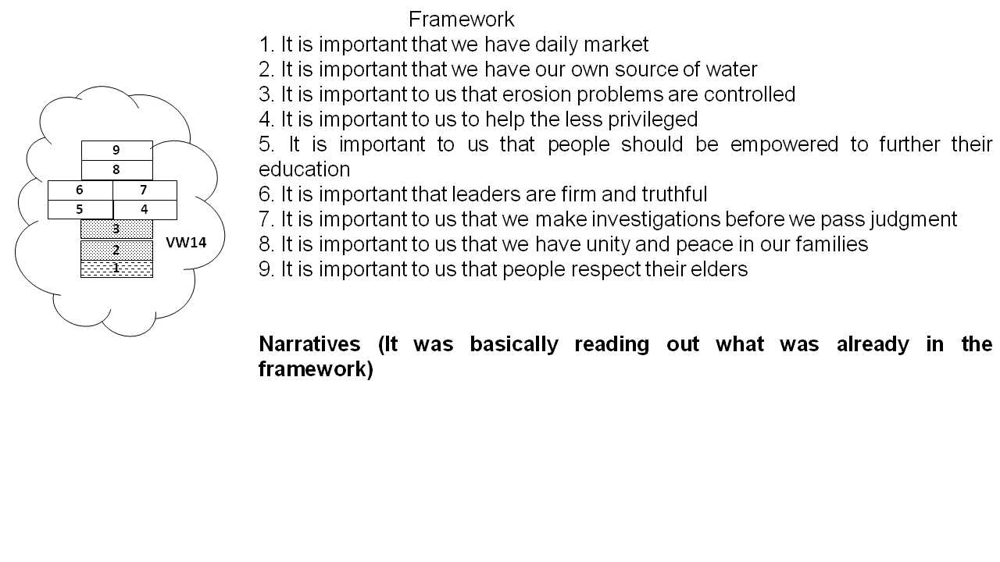 Framework
1. It is important that we have daily market
2. It is important that we have our own source of water
3. It is important to us that erosion problems are controlled
4. It is important to us to help the less privileged
5. It is important to us that people should be empowered to further their
education
6. It is important that leaders are firm and truthful
7. It is important to us that we make investigations before we pass judgment
8. It is important to us that we have unity and peace in our families
9. It is important to us that people respect their elders
Narratives (It was basically reading out what was already in the
framework)
9
8
6 7
5 4
3
VW14
2
1